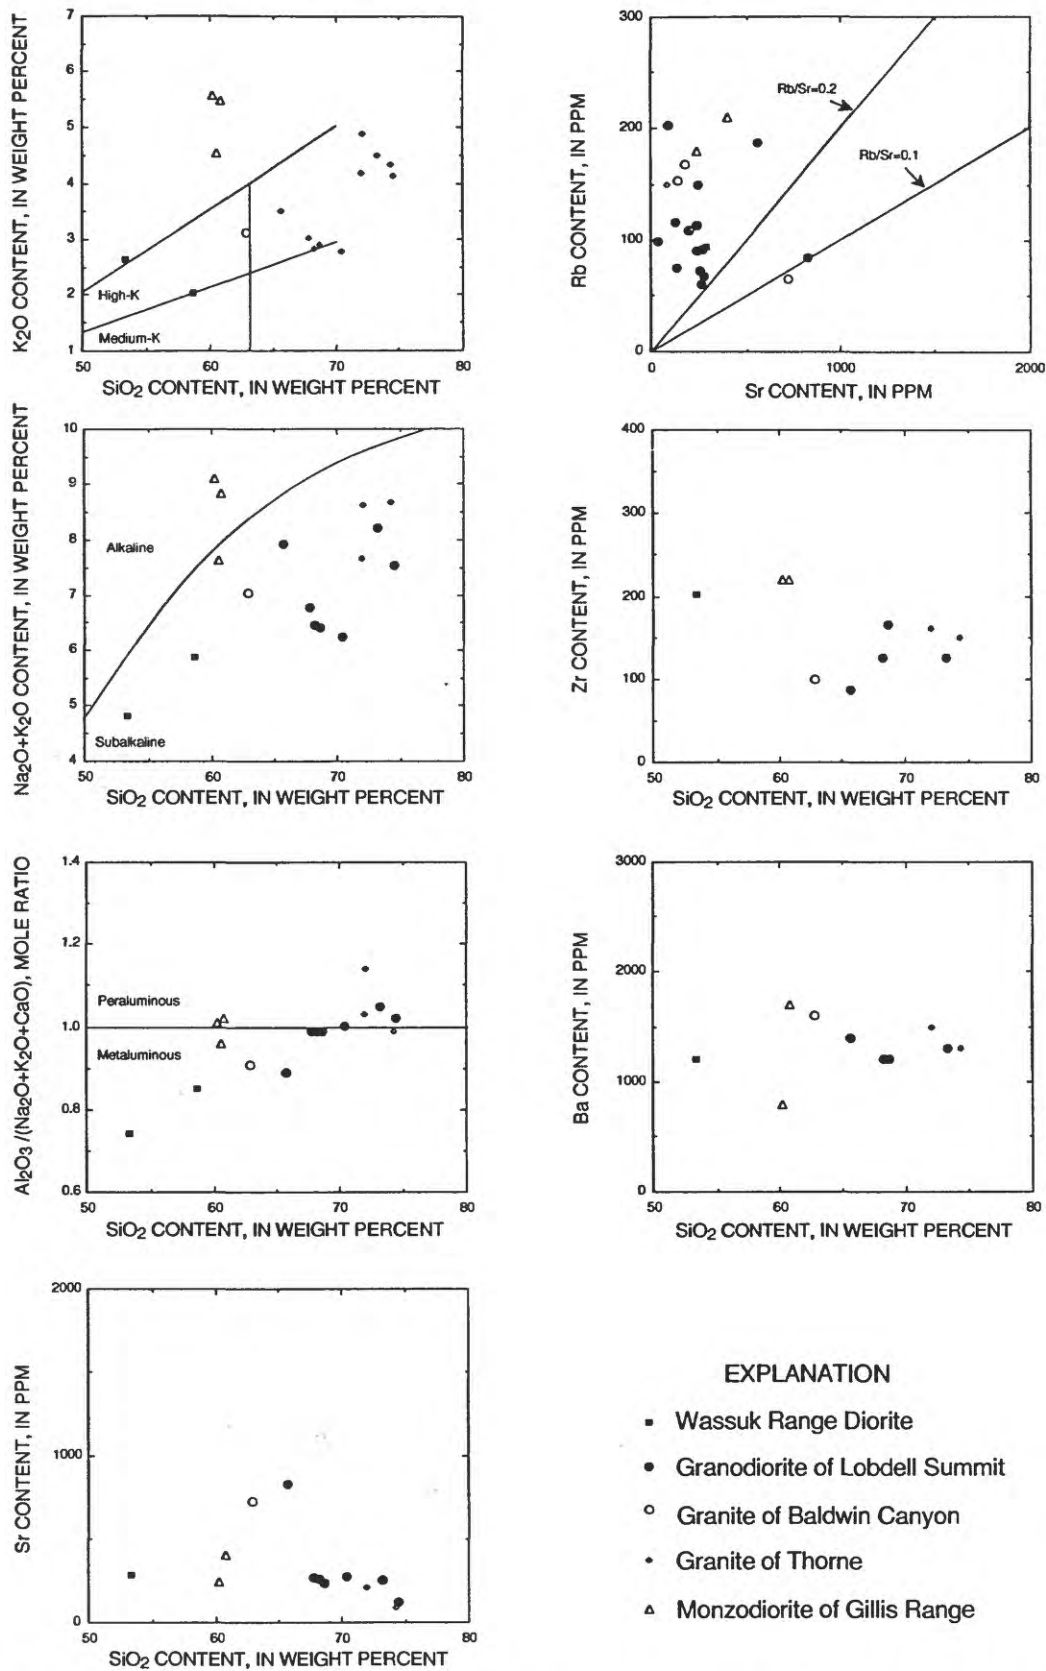 K2O CONTENT, IN WEIGHT PERCENT
7
6
5
4
3
2
1
High-K
Medium-K
50 60 70 80
SiO2 CONTENT, IN WEIGHT PERCENT
Rb CONTENT, IN PPM
300
200
100
0
Rb/Sr=0.2
Rb/Sr=0.1
0 1000 2000
Sr CONTENT, IN PPM
Na2O+K2O CONTENT, IN WEIGHT PERCENT
10
9
8
7
6
5
4
Alkaline
Subalkaline
50 60 70 80
SiO2 CONTENT, IN WEIGHT PERCENT
Zr CONTENT, IN PPM
400
300
200
100
0
50 60 70 80
SiO2 CONTENT, IN WEIGHT PERCENT
Al2O3/(Na2O+K2O+CaO), MOLE RATIO
1.4
1.2
1.0
0.8
0.6
Peraluminous
Metaluminous
50 60 70 80
SiO2 CONTENT, IN WEIGHT PERCENT
Ba CONTENT, IN PPM
3000
2000
1000
0
50 60 70 80
SiO2 CONTENT, IN WEIGHT PERCENT
Sr CONTENT, IN PPM
2000
1000
0
50 60 70 80
SiO2 CONTENT, IN WEIGHT PERCENT
EXPLANATION
Wassuk Range Diorite
Granodiorite of Lobdell Summit
Granite of Baldwin Canyon
Granite of Thorne
Monzodiorite of Gillis Range